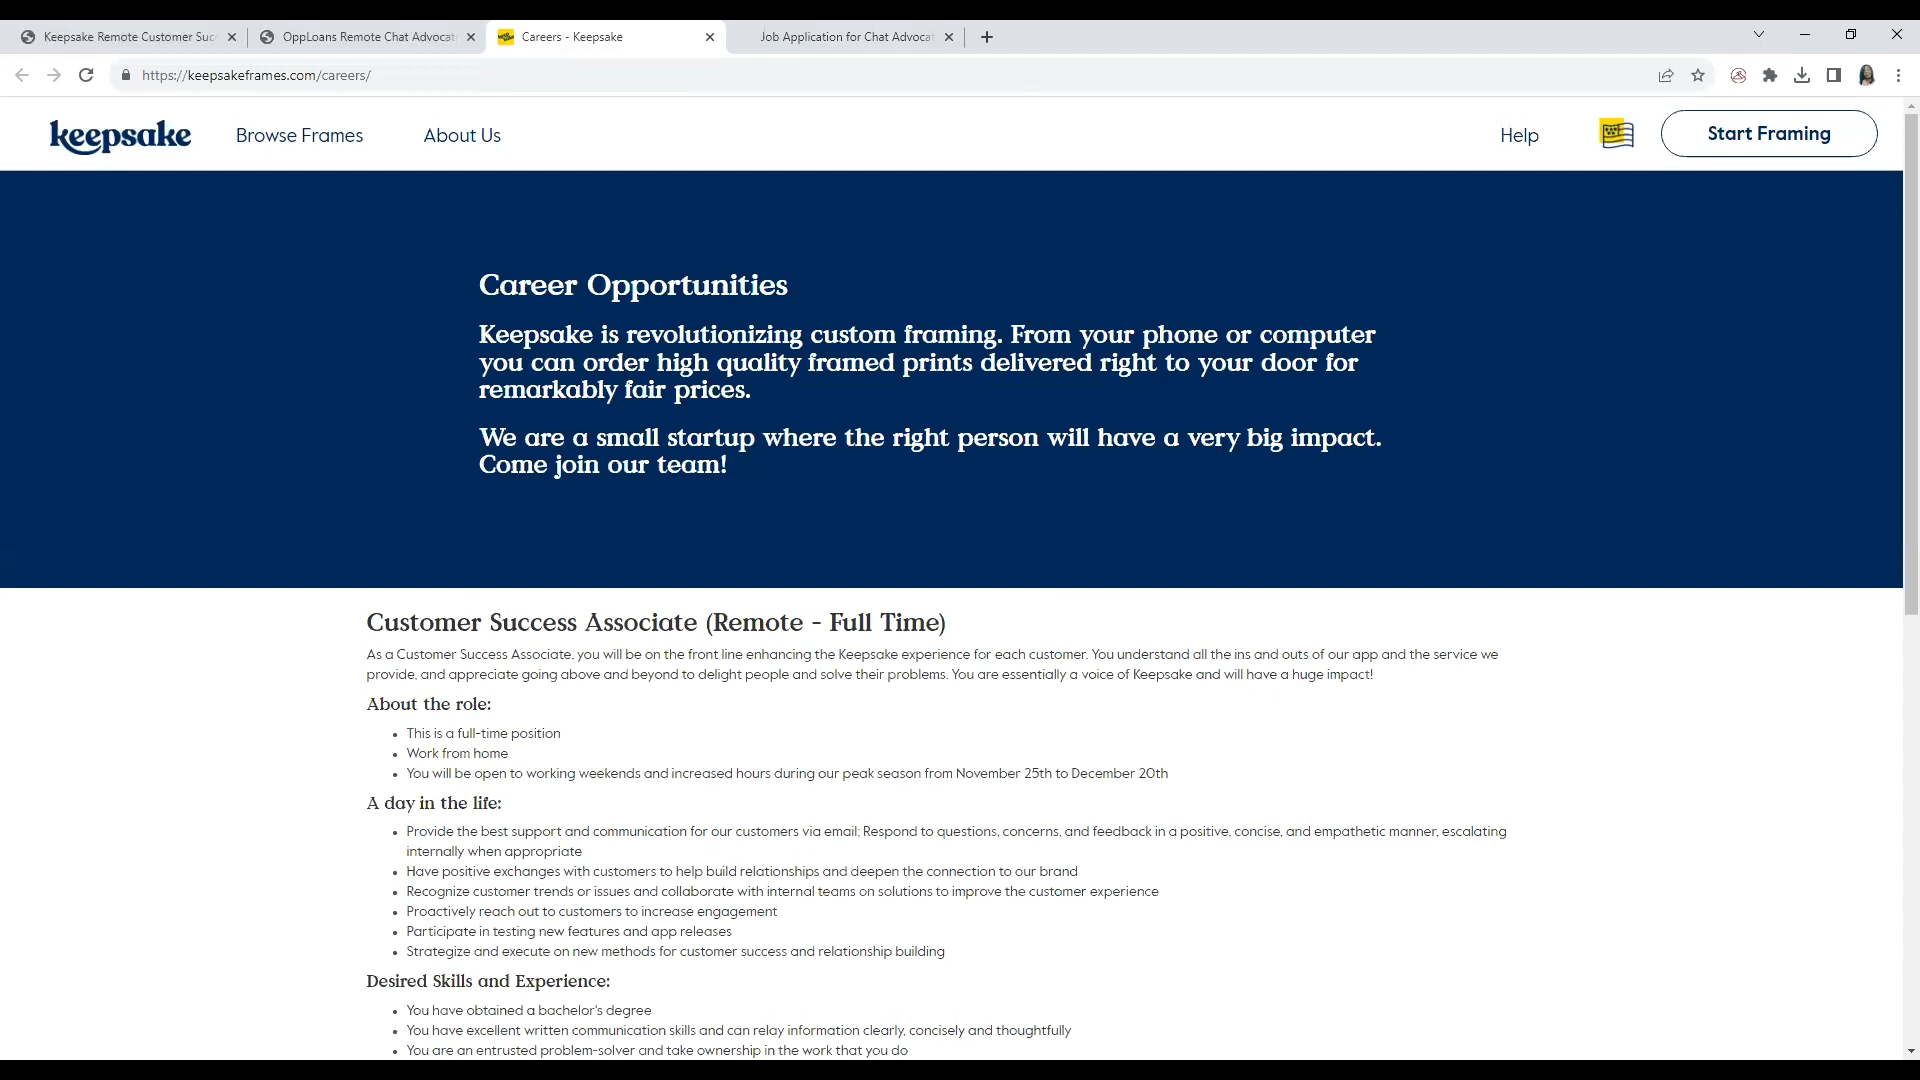 Keepsake Remote Customer Suc
OppLoans Remote Chat Advocat
Careers - Keepsake
Job Application for Chat Advocat
https://keepsakeframes.com/careers/
keepsake
Browse Frames
About Us
Help
Start Framing
Career Opportunities
Keepsake is revolutionizing custom framing. From your phone or computer
you can order high quality framed prints delivered right to your door for
remarkably fair prices.
We are a small startup where the right person will have a very big impact.
Come join our team!
Customer Success Associate (Remote - Full Time)
As a Customer Success Associate, you will be on the front line enhancing the Keepsake experience for each customer. You understand all the ins and outs of our app and the service we
provide, and appreciate going above and beyond to delight people and solve their problems. You are essentially a voice of Keepsake and will have a huge impact!
About the role:
• This is a full-time position
• Work from home
• You will be open to working weekends and increased hours during our peak season from November 25th to December 20th
A day in the life:
• Provide the best support and communication for our customers via email; Respond to questions, concerns, and feedback in a positive, concise, and empathetic manner, escalating
internally when appropriate
• Have positive exchanges with customers to help build relationships and deepen the connection to our brand
• Recognize customer trends or issues and collaborate with internal teams on solutions to improve the customer experience
• Proactively reach out to customers to increase engagement
• Participate in testing new features and app releases
• Strategize and execute on new methods for customer success and relationship building
Desired Skills and Experience:
• You have obtained a bachelor's degree
• You have excellent written communication skills and can relay information clearly, concisely and thoughtfully
• You are an entrusted problem-solver and take ownership in the work that you do